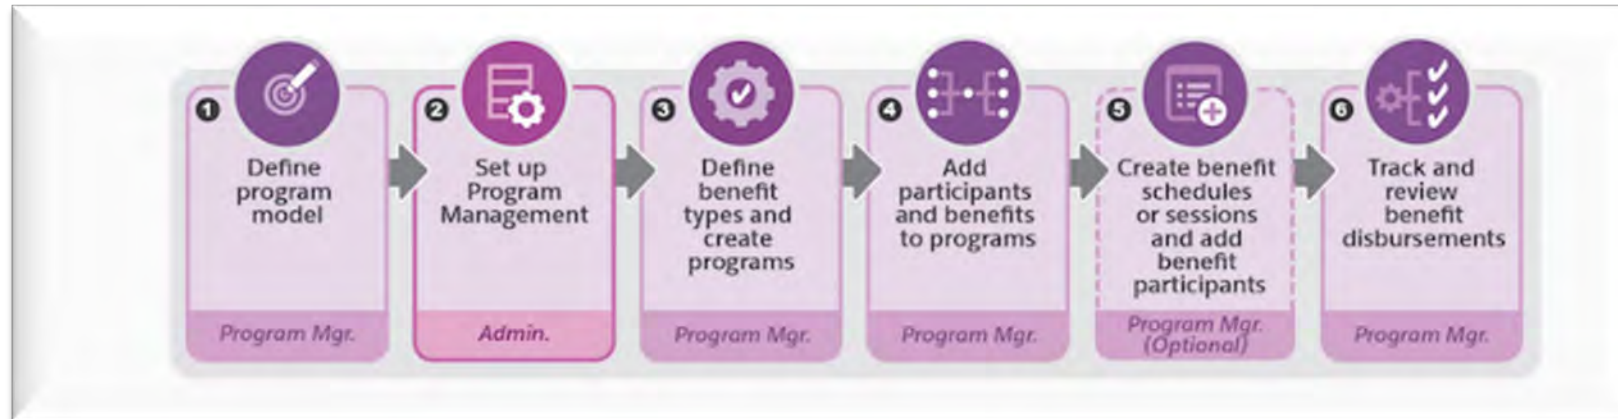 1
Define
program
model
Program Mgr.
2
Set up
Program
Management
Admin.
3
Define
benefit
types and
create
programs
Program Mgr.
4
Add
participants
and benefits
to programs
Program Mgr.
5
Create benefit
schedules
or sessions
and add
benefit
participants
Program Mgr.
(Optional)
6
Track and
review
benefit
disbursements
Program Mgr.